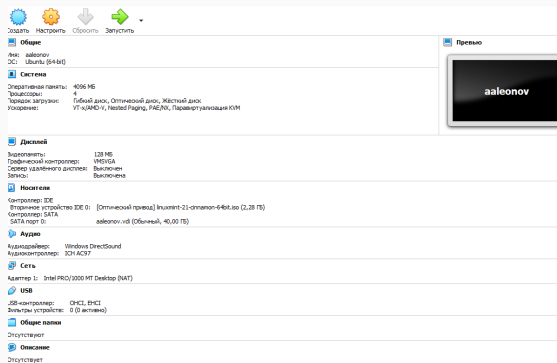 Создать Настроить Сбросить Запустить
Общие
Имя: aaleonov
ОС: Ubuntu (64-bit)
Система
Оперативная память: 4096 МБ
Процессоры: 4
Порядок загрузки: Гибкий диск, Оптический диск, Жёсткий диск
Ускорение: VT-x/AMD-V, Nested Paging, PAE/NX, Паравиртуализация KVM
Превью
aaleonov
Дисплей
Видеопамять: 128 МБ
Графический контроллер: VMSVGA
Сервер удалённого дисплея: Выключен
Запись: Выключена
Носители
Контроллер: IDE
Вторичное устройство IDE 0: [Оптический привод] linuxmint-21-cinnamon-64bit.iso (2,28 ГБ)
Контроллер: SATA
SATA порт 0: aaleonov.vdi (Обычный, 40,00 ГБ)
Аудио
Аудиодрайвер: Windows DirectSound
Аудиоконтроллер: ICH AC97
Сеть
Адаптер 1: Intel PRO/1000 MT Desktop (NAT)
USB
USB-контроллер: OHCI, EHCI
Фильтры устройств: 0 (0 активно)
Общие папки
Отсутствуют
Описание
Отсутствует